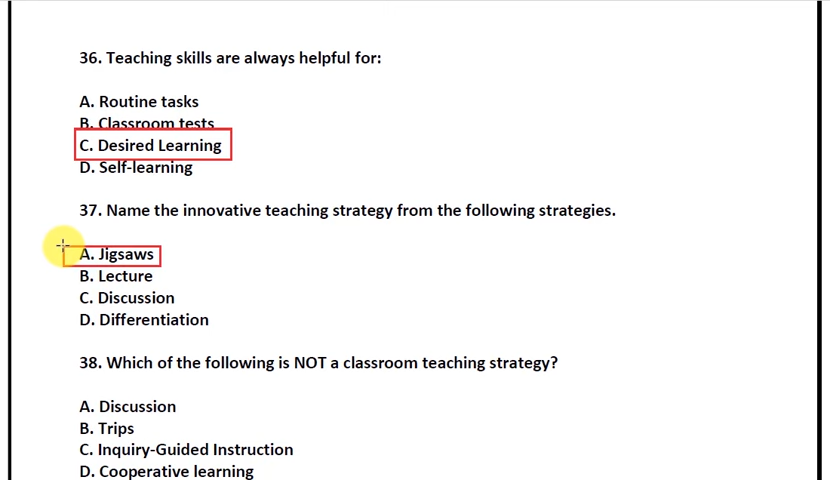 36. Teaching skills are always helpful for:
A. Routine tasks
B. Classroom tests
C. Desired Learning
D. Self-learning
37. Name the innovative teaching strategy from the following strategies.
A. Jigsaws
B. Lecture
C. Discussion
D. Differentiation
38. Which of the following is NOT a classroom teaching strategy?
A. Discussion
B. Trips
C. Inquiry-Guided Instruction
D. Cooperative learning